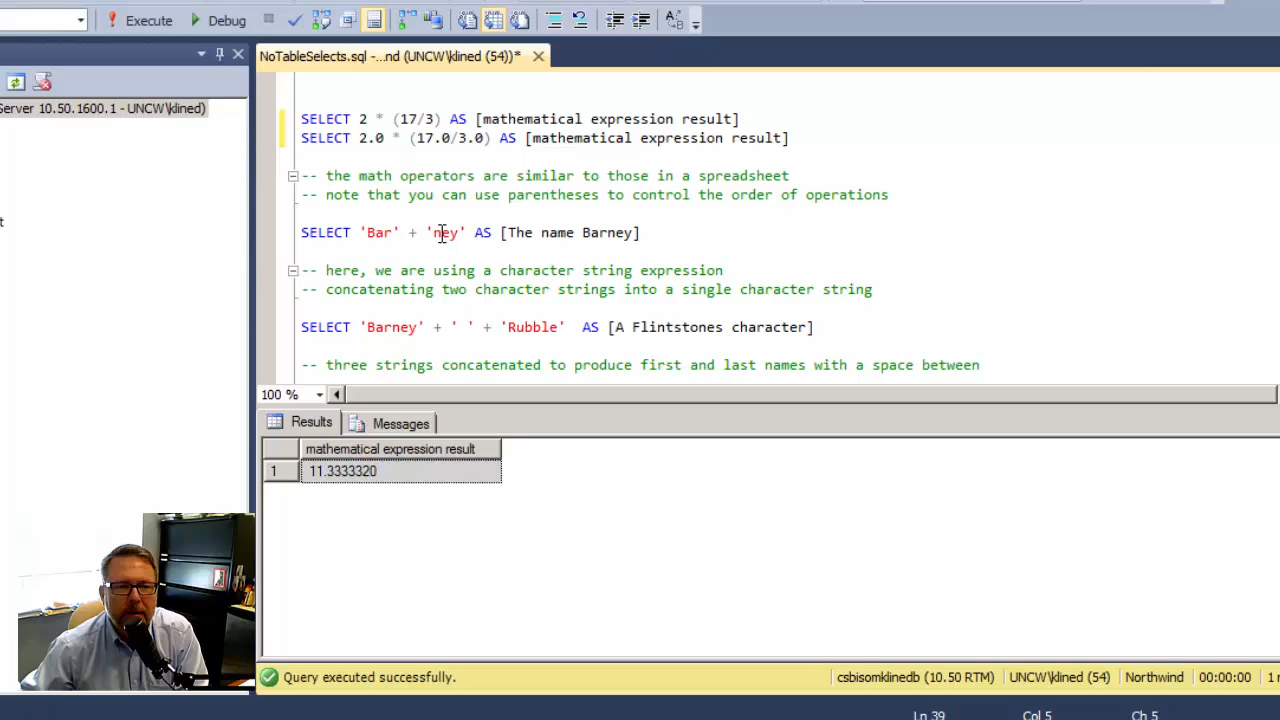 Execute Debug
NoTableSelects.sql -...nd (UNCW\klined (54))*
Server 10.50.1600.1 - UNCW\klined)
SELECT 2 * (17/3) AS [mathematical expression result]
SELECT 2.0 * (17.0/3.0) AS [mathematical expression result]
-- the math operators are similar to those in a spreadsheet
-- note that you can use parentheses to control the order of operations
t
SELECT 'Bar' + 'ney' AS [The name Barney]
-- here, we are using a character string expression
-- concatenating two character strings into a single character string
SELECT 'Barney' + ' ' + 'Rubble'  AS [A Flintstones character]
-- three strings concatenated to produce first and last names with a space between
100 %
Results Messages
mathematical expression result
1 11.3333320
Query executed successfully. csbisomklinedb (10.50 RTM) UNCW\klined (54) Northwind 00:00:00 1
Ln 39 Col 5 Ch 5